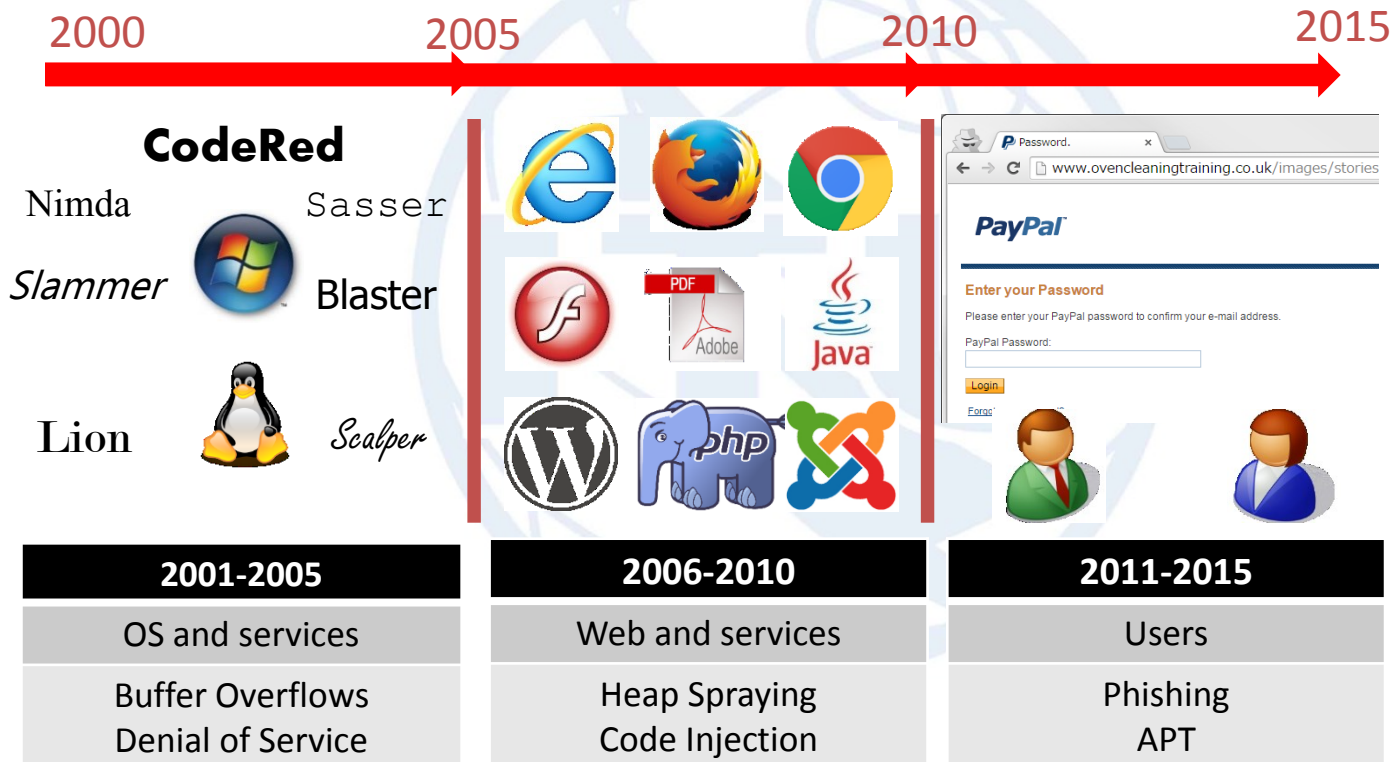 2000 2005 2010 2015
CodeRed
Nimda Sasser
Slammer Blaster
Lion Scalper
PDF
Adobe
Java
php
Password.
www.ovencleaningtraining.co.uk/images/stories
PayPal
Enter your Password
Please enter your PayPal password to confirm your e-mail address.
PayPal Password:
Login
2001-2005 2006-2010 2011-2015
OS and services Web and services Users
Buffer Overflows Heap Spraying Phishing
Denial of Service Code Injection APT